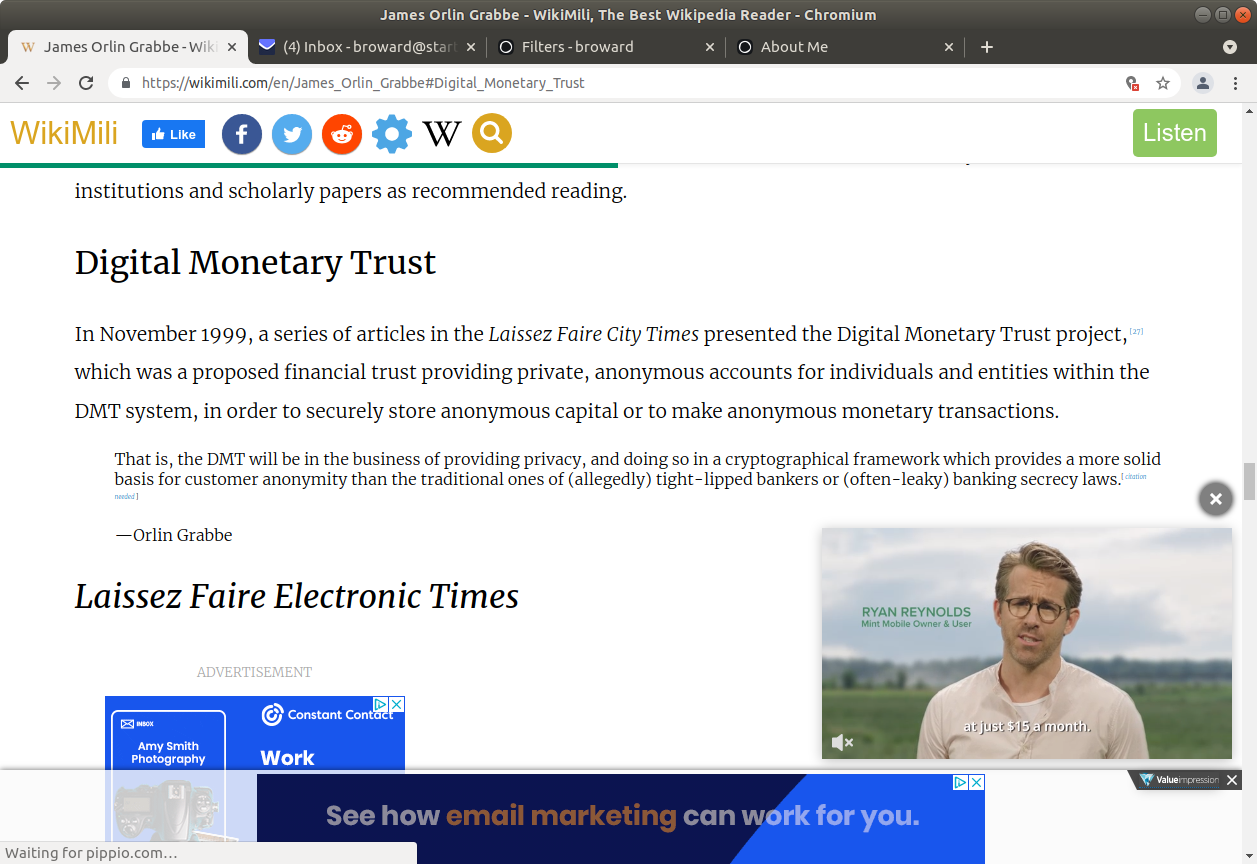 James Orlin Grabbe - WikiMili, The Best Wikipedia Reader - Chromium
James Orlin Grabbe - Wiki
(4) Inbox - broward@start
Filters - broward
About Me
https://wikimili.com/en/James_Orlin_Grabbe#Digital_Monetary_Trust
WikiMili
Like
W
Listen
institutions and scholarly papers as recommended reading.
Digital Monetary Trust
In November 1999, a series of articles in the Laissez Faire City Times presented the Digital Monetary Trust project,[27]
which was a proposed financial trust providing private, anonymous accounts for individuals and entities within the
DMT system, in order to securely store anonymous capital or to make anonymous monetary transactions.
That is, the DMT will be in the business of providing privacy, and doing so in a cryptographical framework which provides a more solid
basis for customer anonymity than the traditional ones of (allegedly) tight-lipped bankers or (often-leaky) banking secrecy laws.[ citation
needed ]
—Orlin Grabbe
Laissez Faire Electronic Times
RYAN REYNOLDS
Mint Mobile Owner & User
at just $15 a month.
ADVERTISEMENT
INBOX
Amy Smith
Photography
Constant Contact
Work
Valueimpression
See how email marketing can work for you.
Waiting for pippio.com…